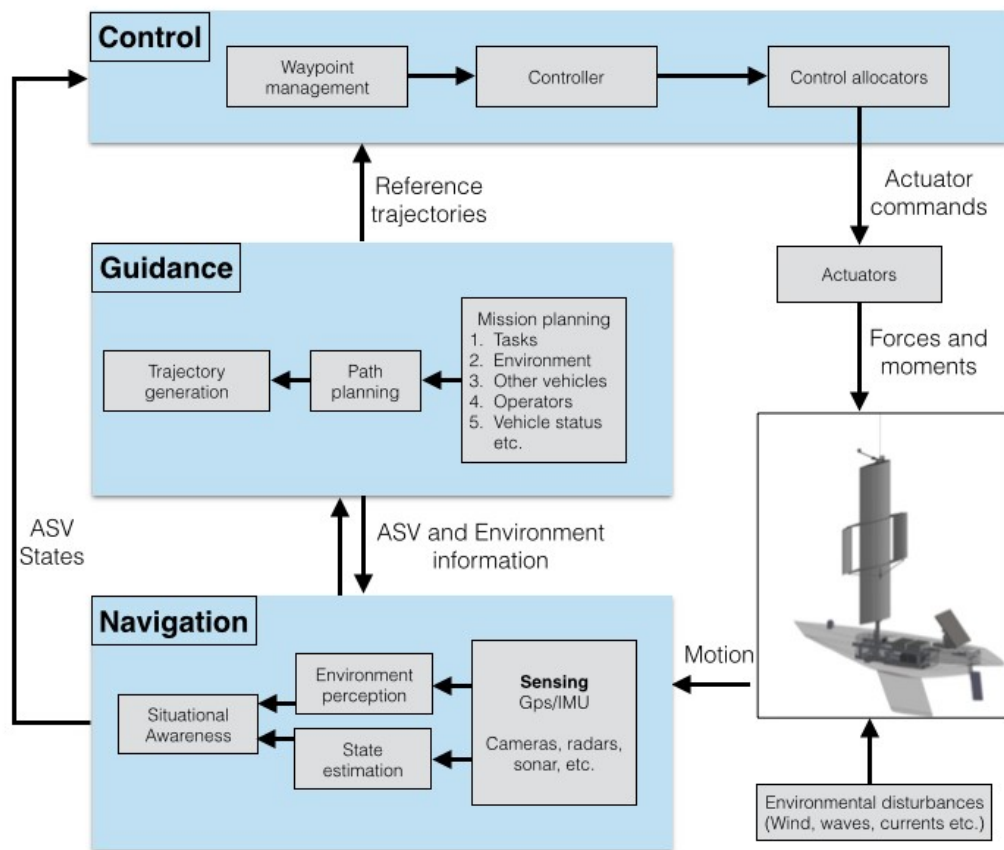 Control
Waypoint
management
Controller
Control allocators
Reference
trajectories
Actuator
commands
Guidance
Actuators
Mission planning
1. Tasks
2. Environment
3. Other vehicles
4. Operators
5. Vehicle status
etc.
Path
planning
Trajectory
generation
Forces and
moments
ASV
States
ASV and Environment
information
Navigation
Environment
perception
Sensing
Gps/IMU
Cameras, radars,
sonar, etc.
Situational
Awareness
State
estimation
Motion
Environmental disturbances
(Wind, waves, currents etc.)